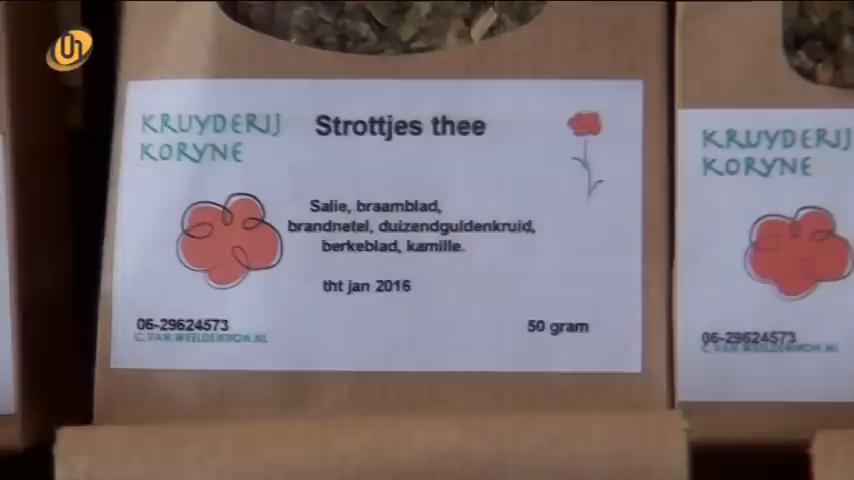 KRUYDERIJ
KORYNE
Strottjes thee
Salie, braamblad,
brandnetel, duizendguldenkruid,
berkeblad, kamille.
tht jan 2016
06-29624573
50 gram
KRUYDERIJ
KORYNE
06-29624573